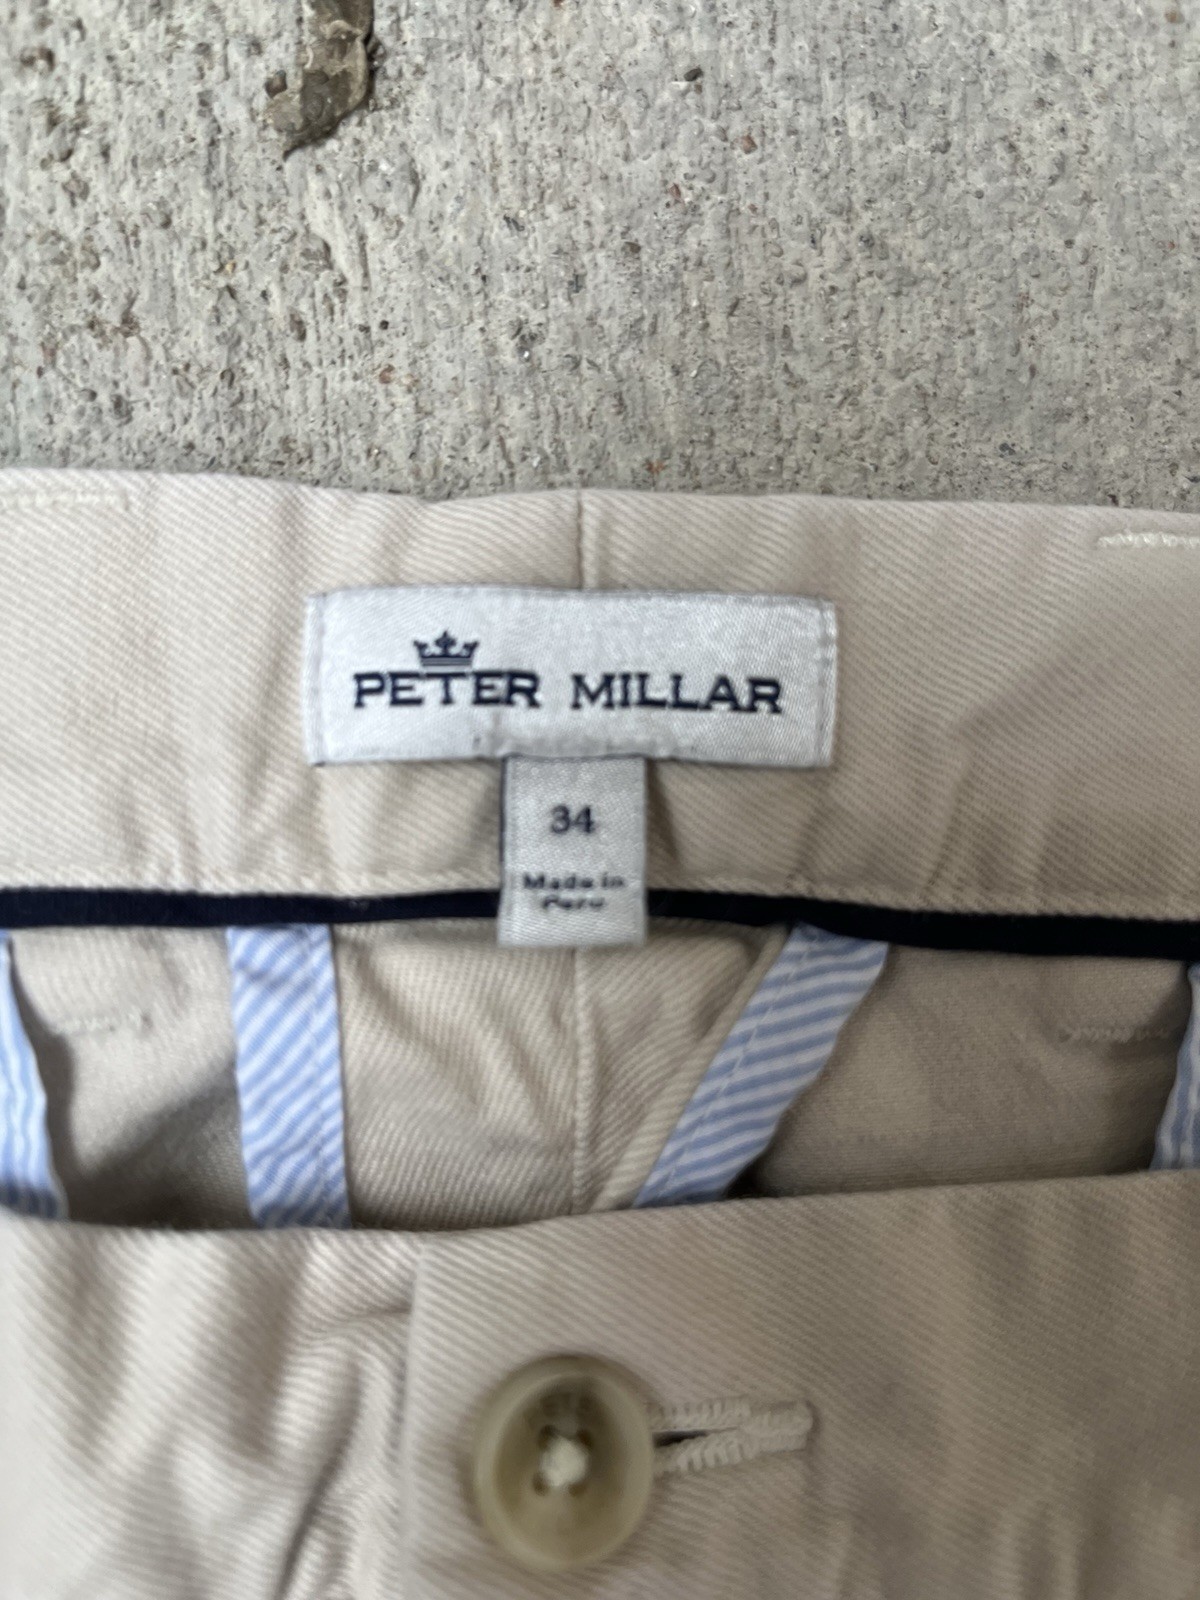 PETER MILLAR
34
Made in
Peru